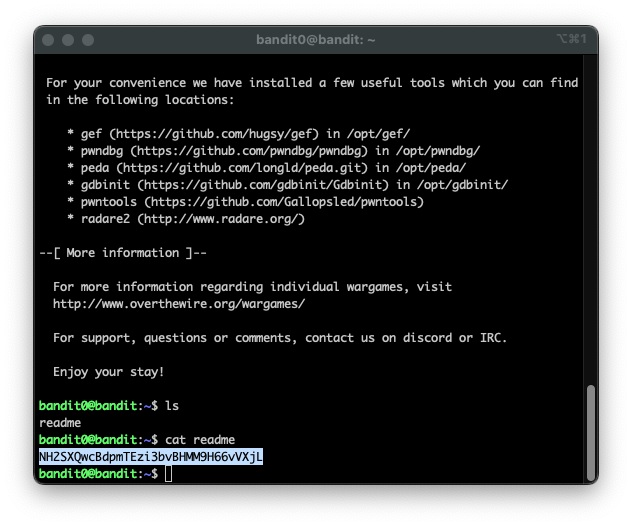 bandit0@bandit: ~
⌥⌘1
For your convenience we have installed a few useful tools which you can find
in the following locations:
* gef (https://github.com/hugsy/gef) in /opt/gef/
* pwndbg (https://github.com/pwndbg/pwndbg) in /opt/pwndbg/
* peda (https://github.com/longld/peda.git) in /opt/peda/
* gdbinit (https://github.com/gdbinit/Gdbinit) in /opt/gdbinit/
* pwntools (https://github.com/Gallopsled/pwntools)
* radare2 (http://www.radare.org/)
--[ More information ]--
For more information regarding individual wargames, visit
http://www.overthewire.org/wargames/
For support, questions or comments, contact us on discord or IRC.
Enjoy your stay!
bandit0@bandit:~$ ls
readme
bandit0@bandit:~$ cat readme
NH2SXQwcBdpmTEzi3bvBHMM9H66vVXjL
bandit0@bandit:~$